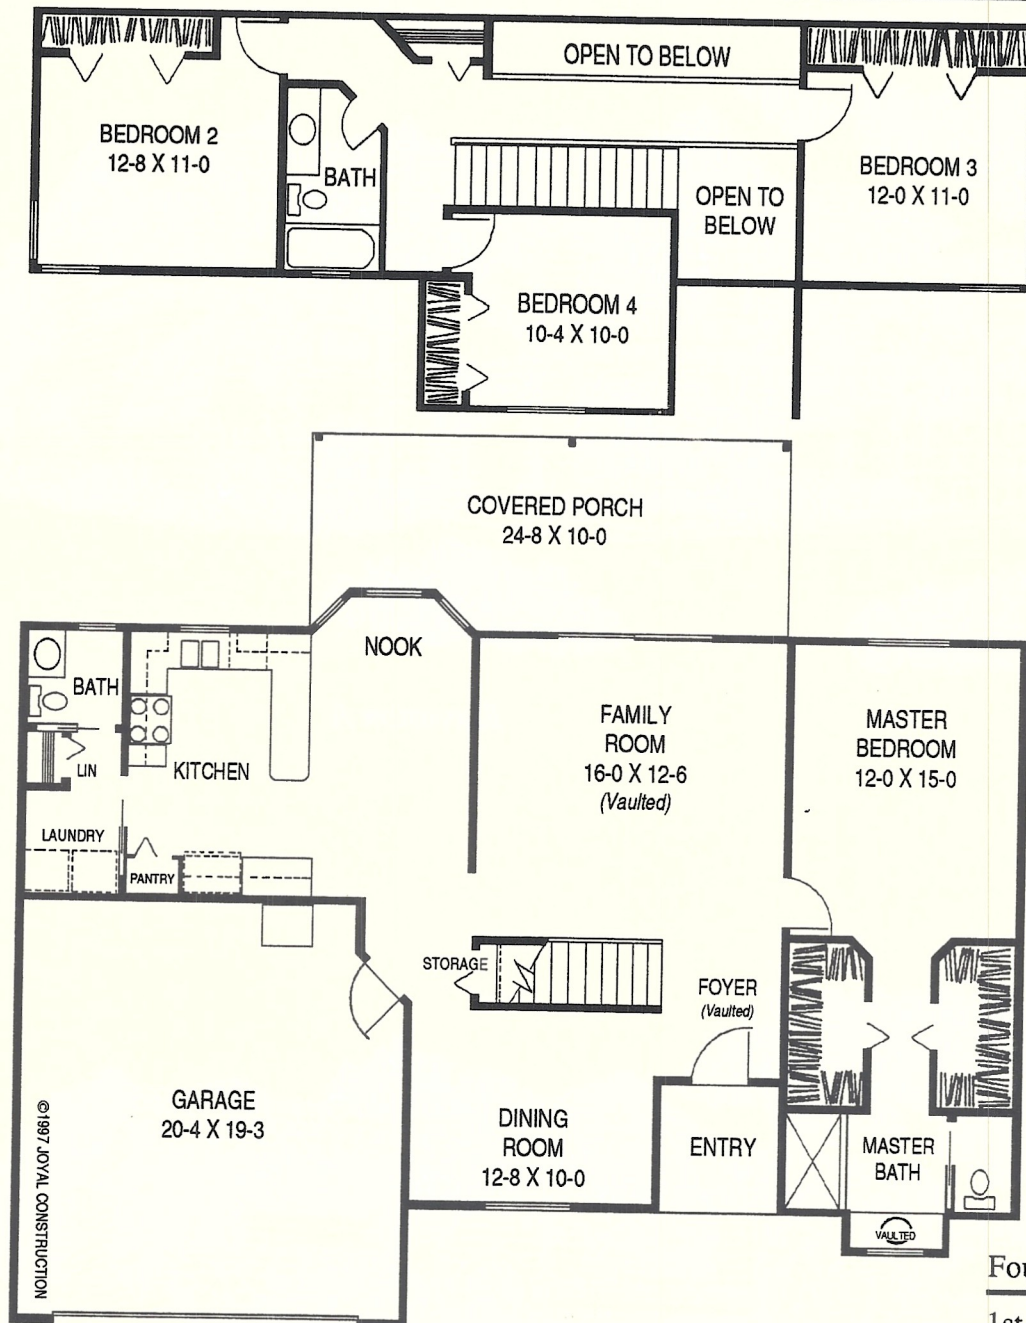 OPEN TO BELOW
BEDROOM 2
12-8 X 11-0
BATH
BEDROOM 3
12-0 X 11-0
OPEN TO
BELOW
BEDROOM 4
10-4 X 10-0
COVERED PORCH
24-8 X 10-0
NOOK
BATH
LIN
KITCHEN
FAMILY
ROOM
16-0 X 12-6
(Vaulted)
MASTER
BEDROOM
12-0 X 15-0
LAUNDRY
PANTRY
STORAGE
FOYER
(Vaulted)
GARAGE
20-4 X 19-3
DINING
ROOM
12-8 X 10-0
ENTRY
MASTER
BATH
VAULTED
©1997 JOYAL CONSTRUCTION
Fou
1st